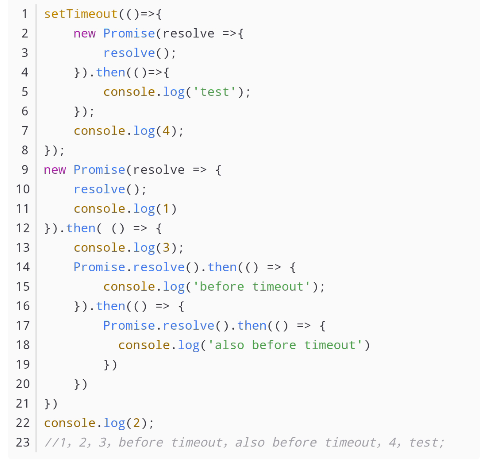 1 setTimeout(()=>{
2     new Promise(resolve =>{
3         resolve();
4     }).then(()=>{
5         console.log('test');
6     });
7     console.log(4);
8 });
9 new Promise(resolve => {
10     resolve();
11     console.log(1)
12 }).then( () => {
13     console.log(3);
14     Promise.resolve().then(() => {
15         console.log('before timeout');
16     }).then(() => {
17         Promise.resolve().then(() => {
18           console.log('also before timeout')
19         })
20     })
21 })
22 console.log(2);
23 //1, 2, 3, before timeout, also before timeout, 4, test;